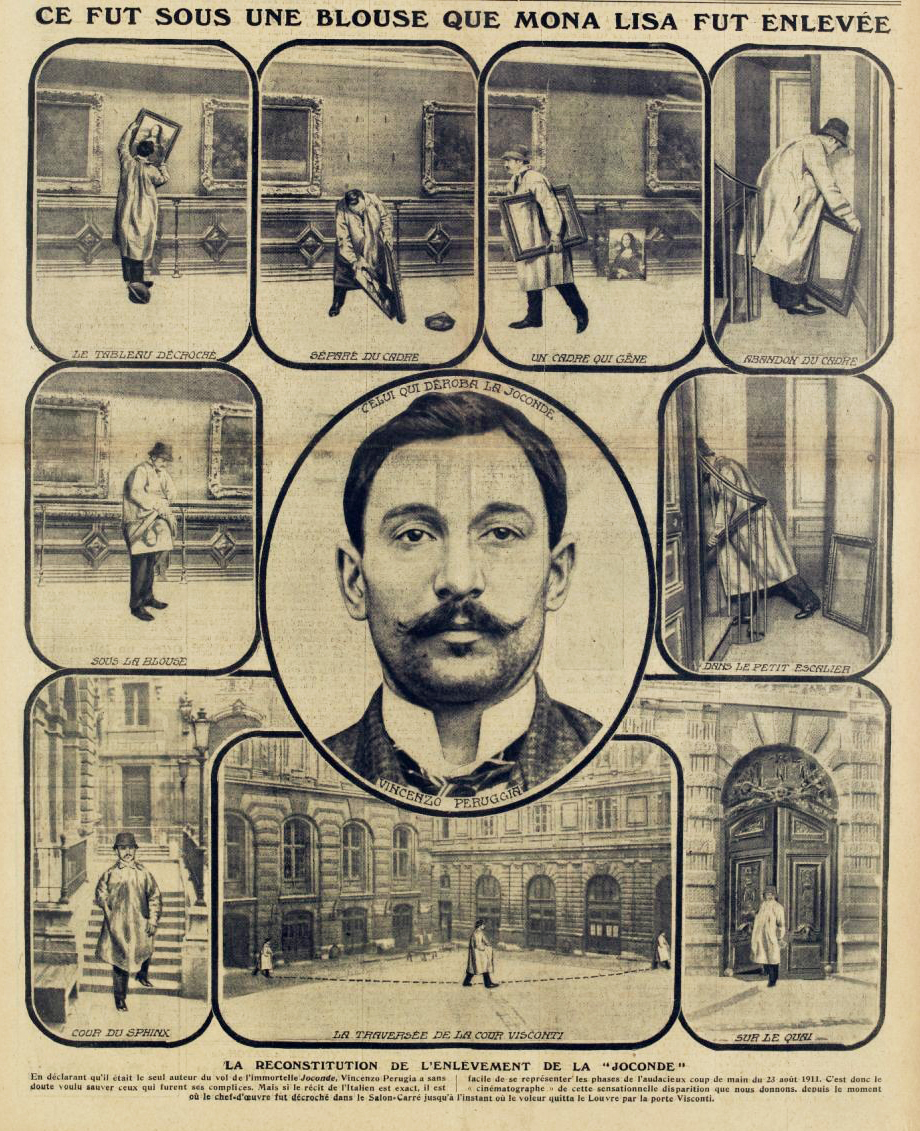 CE FUT SOUS UNE BLOUSE QUE MONA LISA FUT ENLEVÉE
LE TABLEAU DÉCROCHÉ
SÉPARÉ DU CADRE
UN CADRE QUI GÊNE
ABANDON DU CADRE
SOUS LA BLOUSE
CELUI QUI DÉROBA LA JOCONDE
VINCENZO PERUGGIA
DANS LE PETIT ESCALIER
COUR DU SPHINX
LA TRAVERSÉE DE LA COUR VISCONTI
SUR LE QUAI
LA RECONSTITUTION DE L'ENLÈVEMENT DE LA "JOCONDE"
En déclarant qu'il était le seul auteur du vol de l'immortelle Joconde, Vincenzo Perugia a sans
doute voulu sauver ceux qui furent ses complices. Mais si le récit de l'Italien est exact, il est
facile de se représenter les phases de l'audacieux coup de main du 23 août 1911. C'est donc le
« cinématographe » de cette sensationnelle disparition que nous donnons, depuis le moment
où le chef-d'œuvre fut décroché dans le Salon-Carré jusqu'à l'instant où le voleur quitta le Louvre par la porte Visconti.